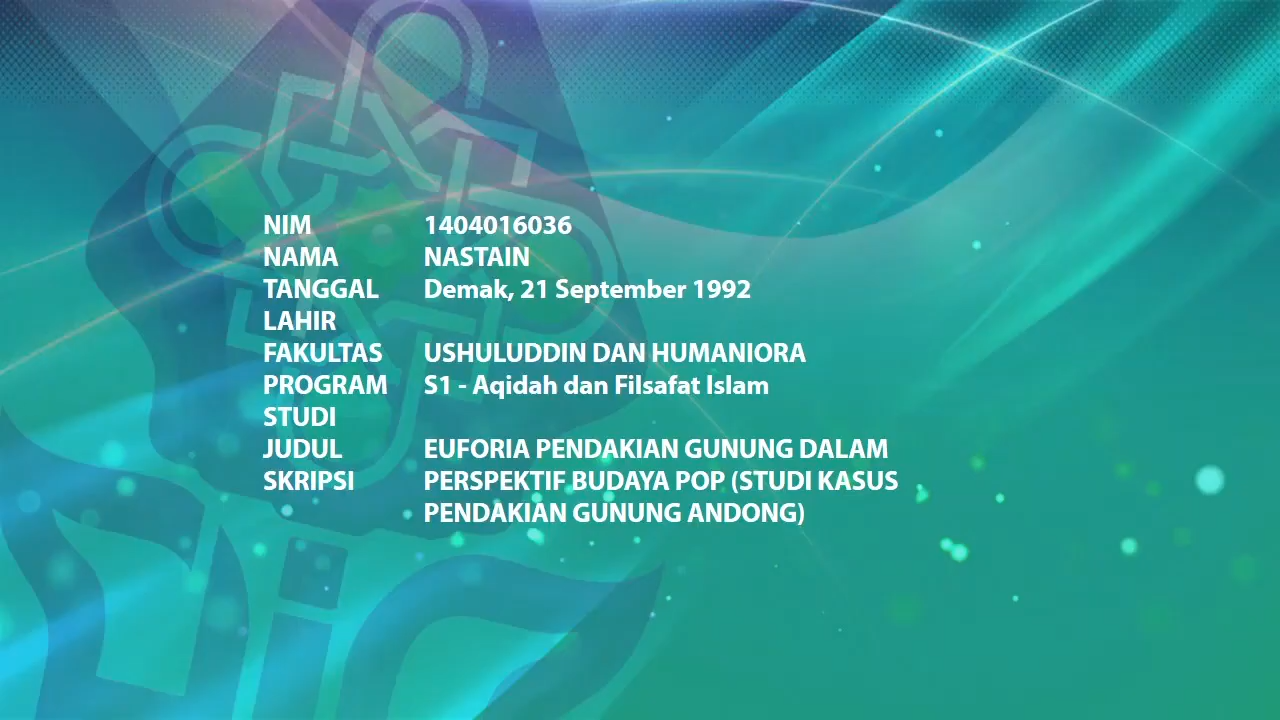 NIM 1404016036
NAMA NASTAIN
TANGGAL Demak, 21 September 1992
LAHIR
FAKULTAS USHULUDDIN DAN HUMANIORA
PROGRAM S1 - Aqidah dan Filsafat Islam
STUDI
JUDUL EUFORIA PENDAKIAN GUNUNG DALAM
SKRIPSI PERSPEKTIF BUDAYA POP (STUDI KASUS
PENDAKIAN GUNUNG ANDONG)